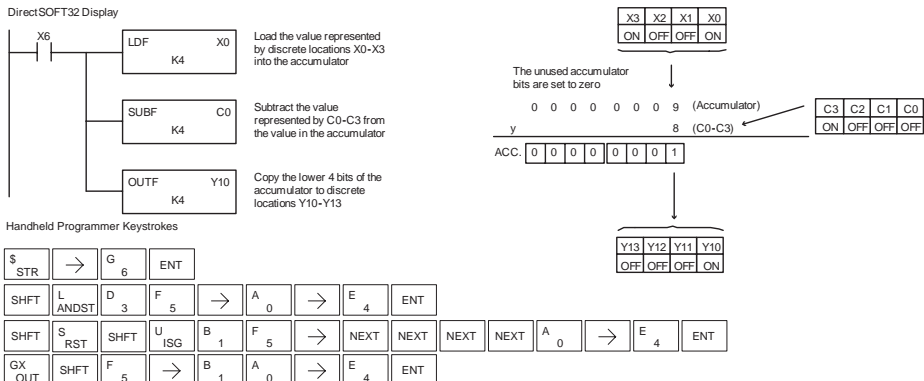 DirectSOFT32 Display
X6
LDF X0
K4
Load the value represented
by discrete locations X0-X3
into the accumulator
SUBF C0
K4
Subtract the value
represented by C0-C3 from
the value in the accumulator
OUTF Y10
K4
Copy the lower 4 bits of the
accumulator to discrete
locations Y10-Y13
X3 X2 X1 X0
ON OFF OFF ON
The unused accumulator
bits are set to zero
0 0 0 0 0 0 0 9 (Accumulator)
y 8 (C0-C3)
C3 C2 C1 C0
ON OFF OFF OFF
ACC. 0 0 0 0 0 0 0 1
Y13 Y12 Y11 Y10
OFF OFF OFF ON
Handheld Programmer Keystrokes
$ STR → G 6 ENT
SHFT L ANDST D 3 F 5 → A 0 → E 4 ENT
SHFT S RST SHFT U ISG B 1 F 5 → NEXT NEXT NEXT NEXT A 0 → E 4 ENT
GX OUT SHFT F 5 → B 1 A 0 → E 4 ENT